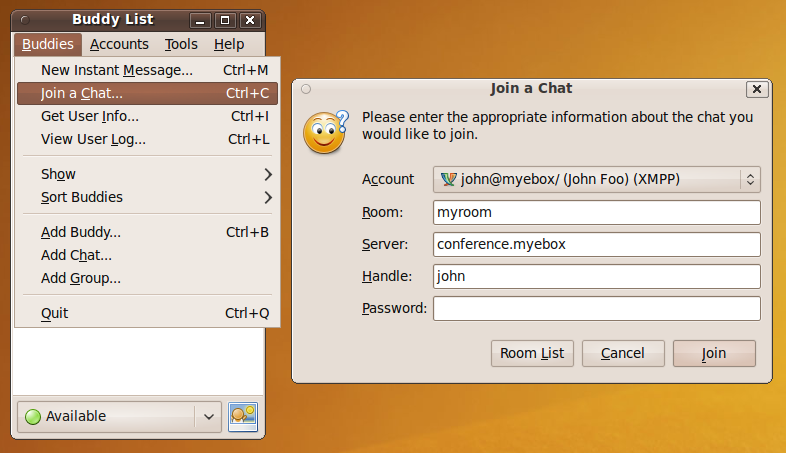 Buddy List
Buddies Accounts Tools Help
New Instant Message... Ctrl+M
Join a Chat... Ctrl+C
Get User Info... Ctrl+I
View User Log... Ctrl+L
Show
Sort Buddies
Add Buddy... Ctrl+B
Add Chat...
Add Group...
Quit Ctrl+Q
Available
Join a Chat
Please enter the appropriate information about the chat you
would like to join.
Account john@myebox/ (John Foo) (XMPP)
Room: myroom
Server: conference.myebox
Handle: john
Password:
Room List Cancel Join